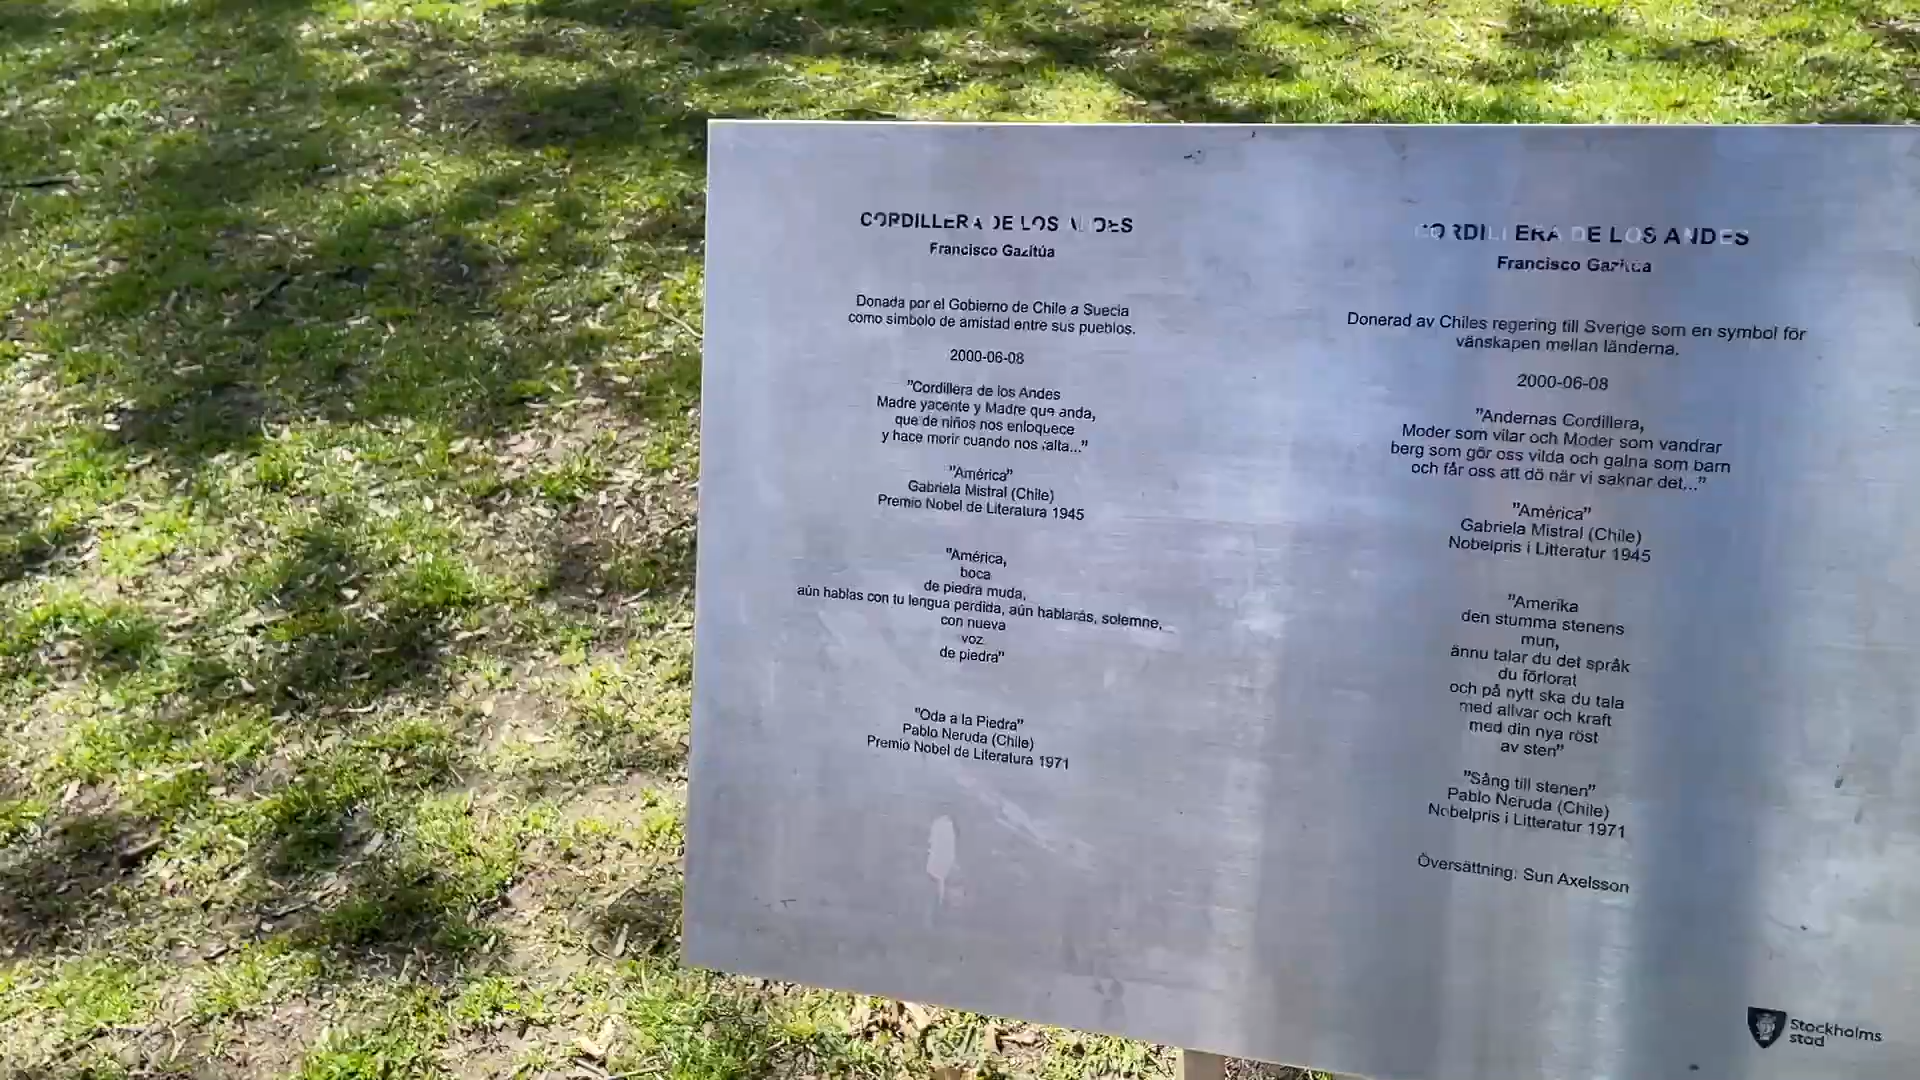 CORDILLERA DE LOS ANDES
Francisco Gazitúa
Donada por el Gobierno de Chile a Suecia
como simbolo de amistad entre sus pueblos.
2000-06-08
"Cordillera de los Andes
Madre yacente y Madre que anda,
que de niños nos enloquece
y hace morir cuando nos falta..."
"América"
Gabriela Mistral (Chile)
Premio Nobel de Literatura 1945
"América,
boca
de piedra muda,
aún hablas con tu lengua perdida, aún hablarás, solemne,
con nueva
voz
de piedra"
"Oda a la Piedra"
Pablo Neruda (Chile)
Premio Nobel de Literatura 1971
CORDILLERA DE LOS ANDES
Francisco Gazitúa
Donerad av Chiles regering till Sverige som en symbol för
vänskapen mellan länderna.
2000-06-08
"Andernas Cordillera,
Moder som vilar och Moder som vandrar
berg som gör oss vilda och galna som barn
och får oss att dö när vi saknar det..."
"América"
Gabriela Mistral (Chile)
Nobelpris i Litteratur 1945
"Amerika
den stumma stenens
mun,
ännu talar du det språk
du förlorat
och på nytt ska du tala
med allvar och kraft
med din nya röst
av sten"
"Sång till stenen"
Pablo Neruda (Chile)
Nobelpris i Litteratur 1971
Översättning: Sun Axelsson
Stockholms
stad